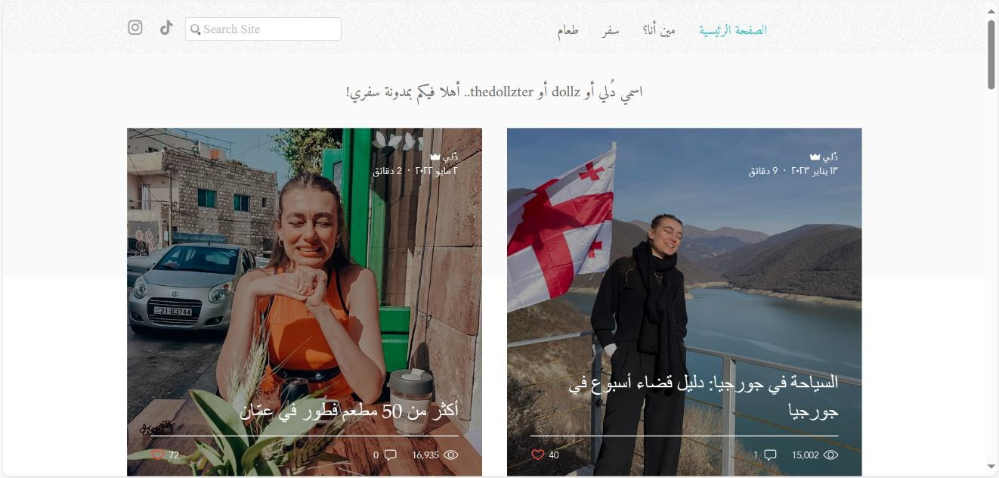 الصفحة الرئيسية
مين أنا؟
سفر
طعام
Search Site
اسمي دُلي أو dollz أو thedollzter.. أهلا فيكم بمدونة سفري!
دُلي
١٣ يناير ٢٠٢٣ · 9 دقائق
السياحة في جورجيا: دليل قضاء أسبوع في
جورجيا
15,002
1
40
دُلي
٢ مايو ٢٠٢٢ · 2 دقائق
21-83744
أكثر من 50 مطعم فطور في عمّان
16,935
0
72